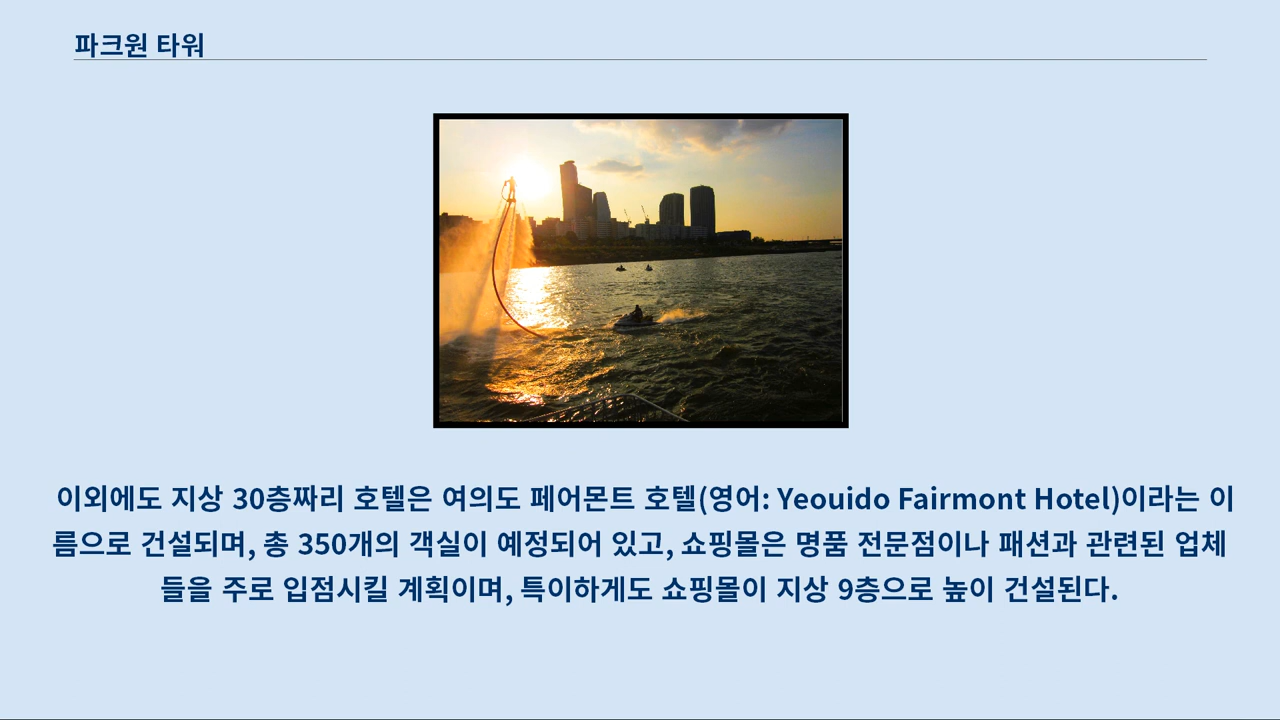 파크원 타워
이외에도 지상 30층짜리 호텔은 여의도 페어몬트 호텔(영어: Yeouido Fairmont Hotel)이라는 이
름으로 건설되며, 총 350개의 객실이 예정되어 있고, 쇼핑몰은 명품 전문점이나 패션과 관련된 업체
들을 주로 입점시킬 계획이며, 특이하게도 쇼핑몰이 지상 9층으로 높이 건설된다.